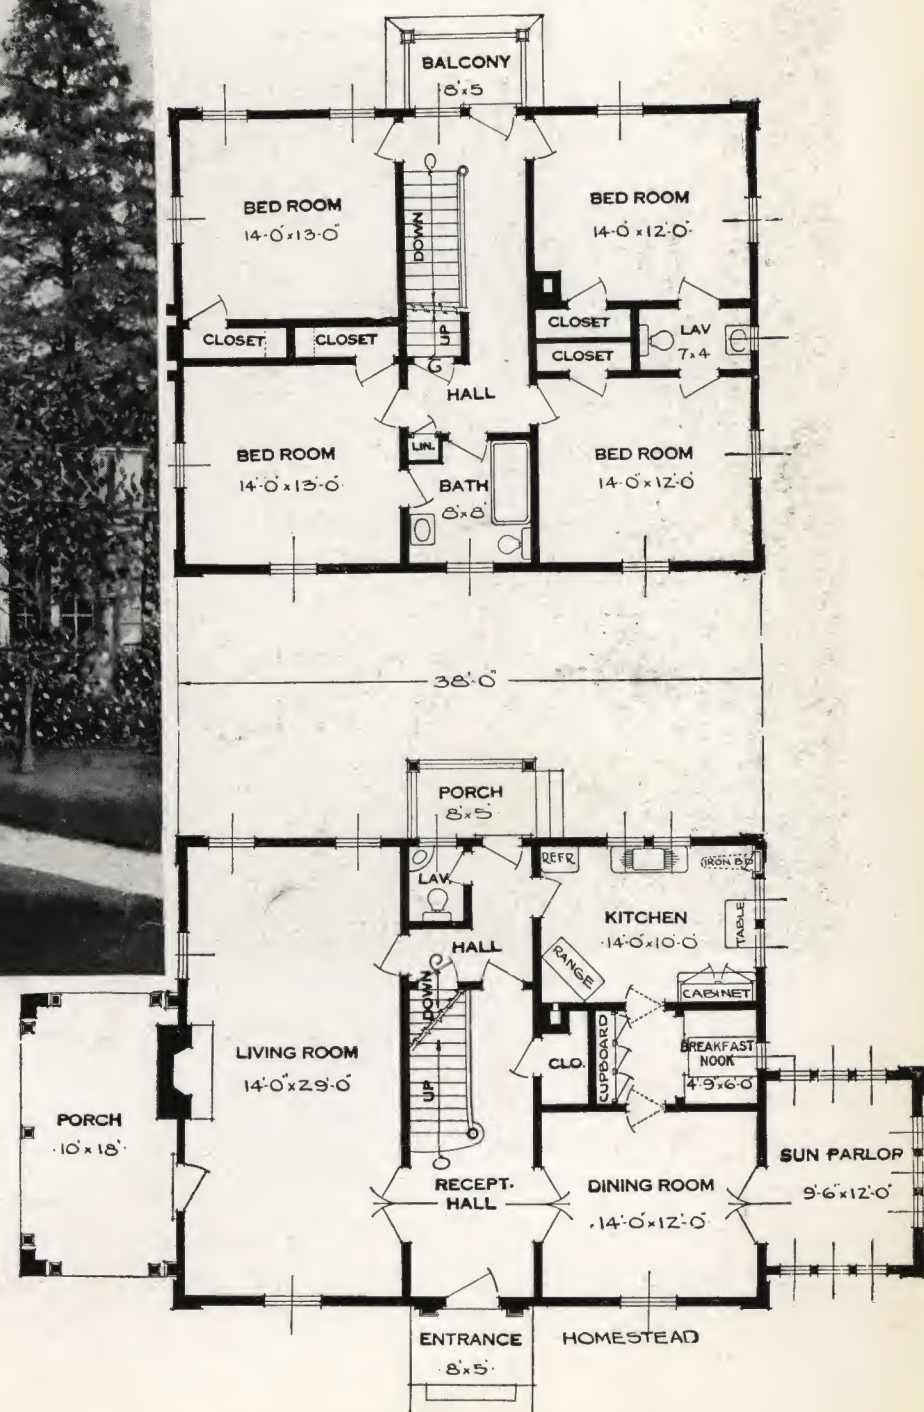 BALCONY
8'x5'
BED ROOM
14'-0"x13'-0"
BED ROOM
14'-0"x12'-0"
DOWN
UP
CLOSET
CLOSET
CLOSET
CLOSET
LAV
7'x4'
HALL
LIN.
BED ROOM
14'-0"x13'-0"
BATH
8'x8'
BED ROOM
14'-0"x12'-0"
38'-0"
PORCH
8'x5'
LAV.
REFR.
IRON B'D
KITCHEN
14'-0"x10'-0"
TABLE
HALL
RANGE
CABINET
DOWN
UP
LIVING ROOM
14'-0"x29'-0"
CLO.
CUPBOARD
BREAKFAST
NOOK
4'-9"x6'-0"
PORCH
10'x18'
RECEPT.
HALL
DINING ROOM
14'-0"x12'-0"
SUN PARLOR
9'-6"x12'-0"
ENTRANCE
8'x5'
HOMESTEAD